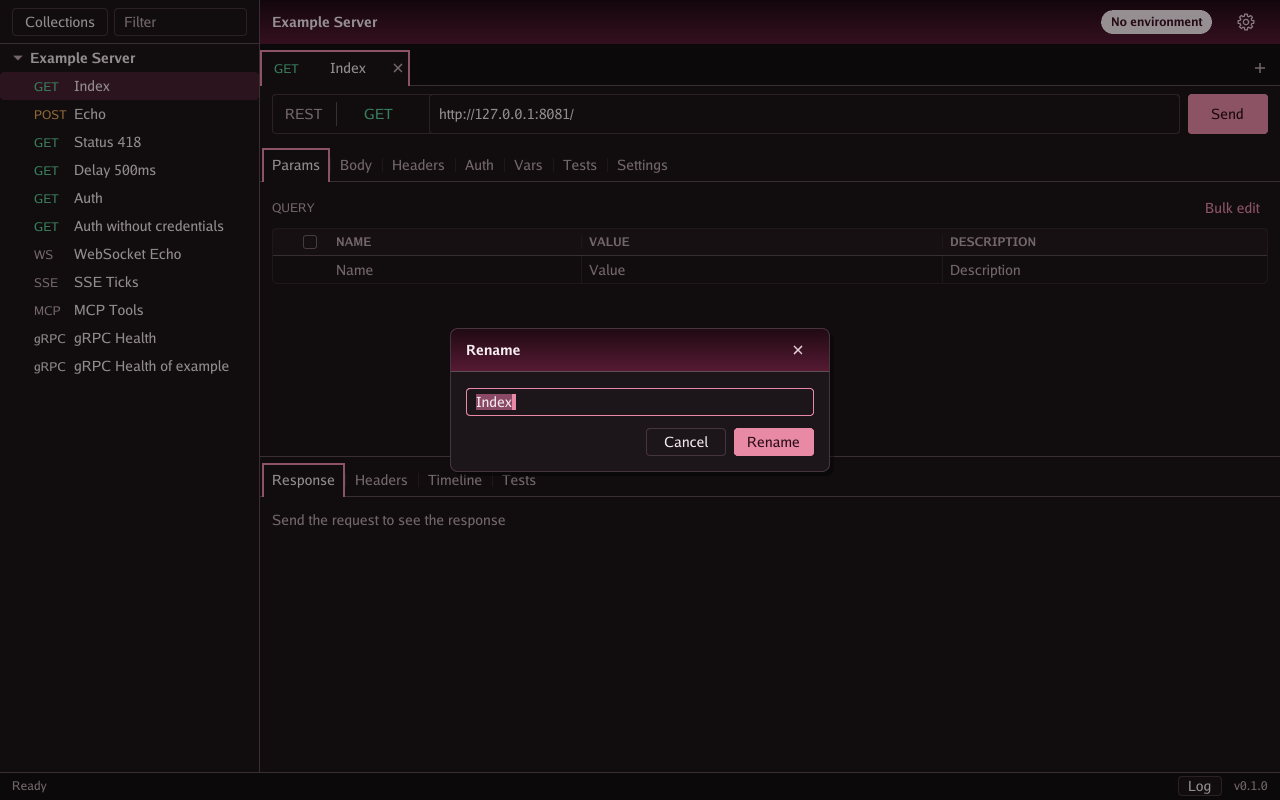 Collections
Filter
Example Server
No environment
Example Server
GET Index
POST Echo
GET Status 418
GET Delay 500ms
GET Auth
GET Auth without credentials
WS WebSocket Echo
SSE SSE Ticks
MCP MCP Tools
gRPC gRPC Health
gRPC gRPC Health of example
GET Index
REST GET http://127.0.0.1:8081/ Send
Params Body Headers Auth Vars Tests Settings
QUERY Bulk edit
NAME VALUE DESCRIPTION
Name Value Description
Rename
Index
Cancel Rename
Response Headers Timeline Tests
Send the request to see the response
Ready Log v0.1.0